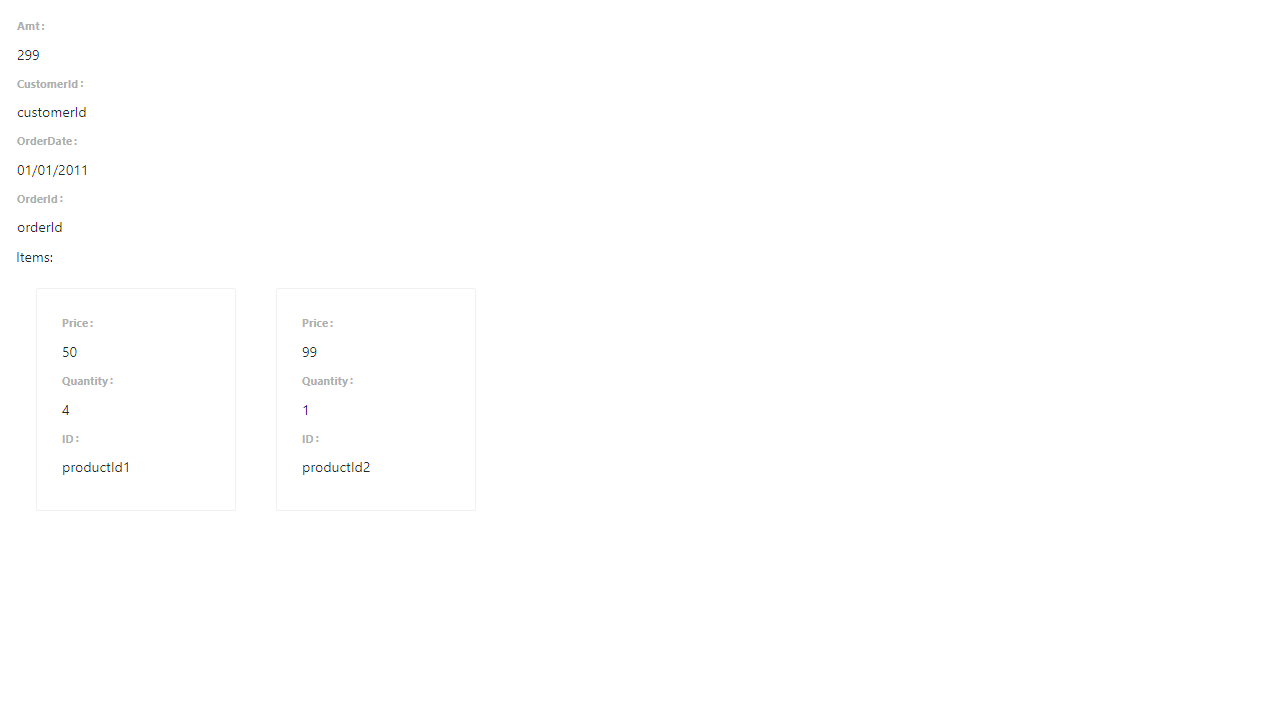 Amt:
299
CustomerId:
customerId
OrderDate:
01/01/2011
OrderId:
orderId
Items:
Price:
50
Quantity:
4
ID:
productId1
Price:
99
Quantity:
1
ID:
productId2